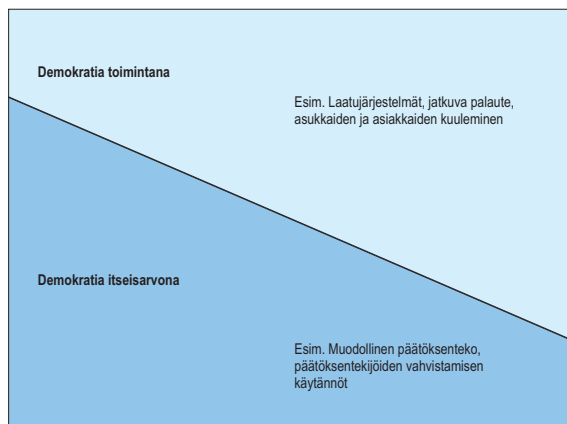 Demokratia toimintana
Esim. Laatujärjestelmät, jatkuva palaute,
asukkaiden ja asiakkaiden kuuleminen
Demokratia itseisarvona
Esim. Muodollinen päätöksenteko,
päätöksentekijöiden vahvistamisen
käytännöt